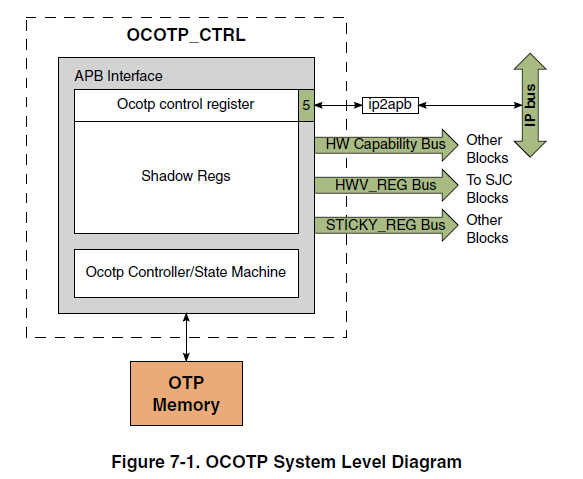 OCOTP_CTRL
APB Interface
Ocotp control register
5
ip2apb
IP bus
Shadow Regs
HW Capability Bus
Other
Blocks
HWV_REG Bus
To SJC
Blocks
STICKY_REG Bus
Other
Blocks
Ocotp Controller/State Machine
OTP
Memory
Figure 7-1. OCOTP System Level Diagram